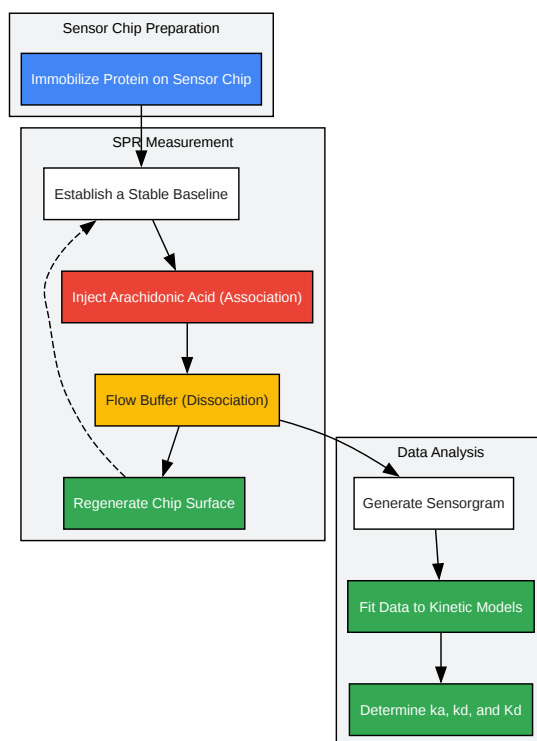 Sensor Chip Preparation
Immobilize Protein on Sensor Chip
SPR Measurement
Establish a Stable Baseline
Inject Arachidonic Acid (Association)
Flow Buffer (Dissociation)
Regenerate Chip Surface
Data Analysis
Generate Sensorgram
Fit Data to Kinetic Models
Determine ka, kd, and Kd